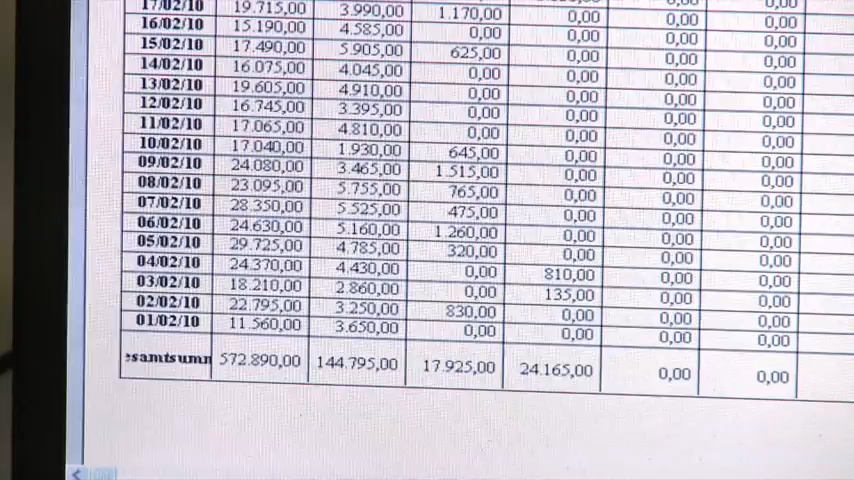 17/02/10 19.715,00 3.990,00 1.170,00 0,00 0,00 0,00
16/02/10 15.190,00 4.585,00 0,00 0,00 0,00 0,00
15/02/10 17.490,00 5.905,00 625,00 0,00 0,00 0,00
14/02/10 16.075,00 4.045,00 0,00 0,00 0,00 0,00
13/02/10 19.605,00 4.910,00 0,00 0,00 0,00 0,00
12/02/10 16.745,00 3.395,00 0,00 0,00 0,00 0,00
11/02/10 17.065,00 4.810,00 0,00 0,00 0,00 0,00
10/02/10 17.040,00 1.930,00 645,00 0,00 0,00 0,00
09/02/10 24.080,00 3.465,00 1.515,00 0,00 0,00 0,00
08/02/10 23.095,00 5.755,00 765,00 0,00 0,00 0,00
07/02/10 28.350,00 5.525,00 475,00 0,00 0,00 0,00
06/02/10 24.630,00 5.160,00 1.260,00 0,00 0,00 0,00
05/02/10 29.725,00 4.785,00 320,00 0,00 0,00 0,00
04/02/10 24.370,00 4.430,00 0,00 810,00 0,00 0,00
03/02/10 18.210,00 2.860,00 0,00 135,00 0,00 0,00
02/02/10 22.795,00 3.250,00 830,00 0,00 0,00 0,00
01/02/10 11.560,00 3.650,00 0,00 0,00 0,00 0,00
samtsumm 572.890,00 144.795,00 17.925,00 24.165,00 0,00 0,00